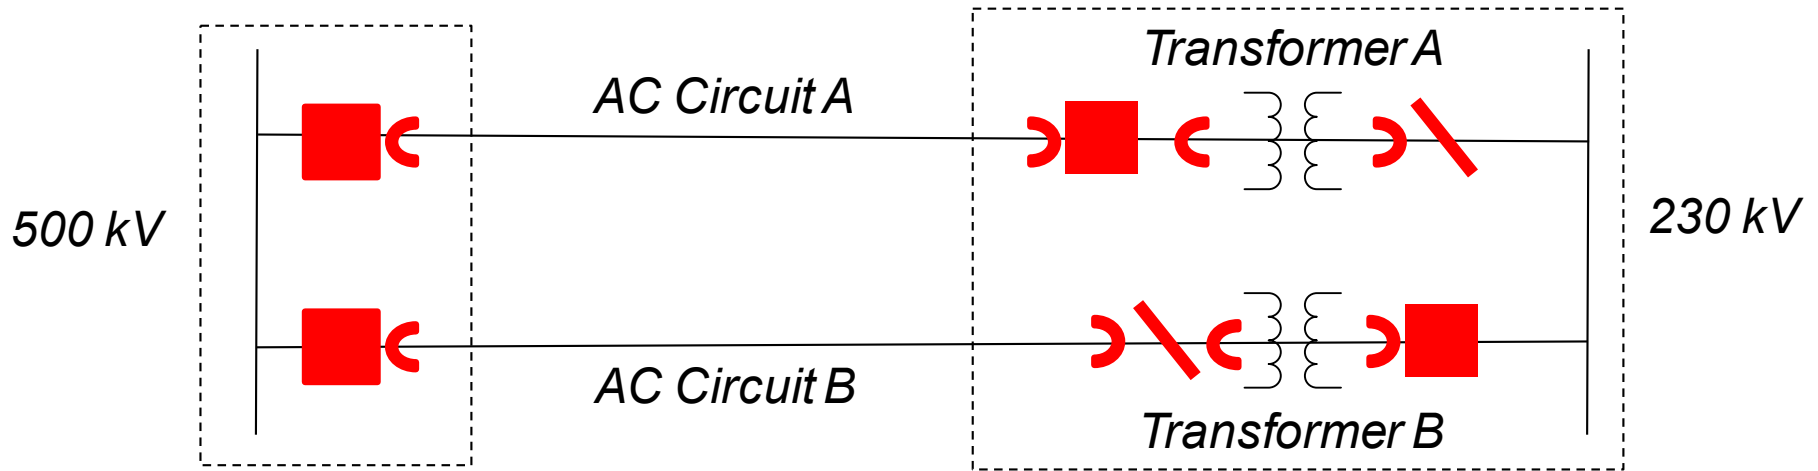 Transformer A
AC Circuit A
500 kV
230 kV
AC Circuit B
Transformer B